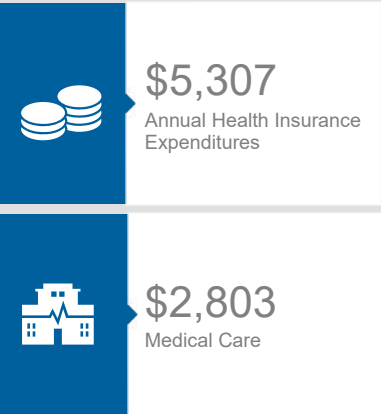 $5,307
Annual Health Insurance
Expenditures
$2,803
Medical Care